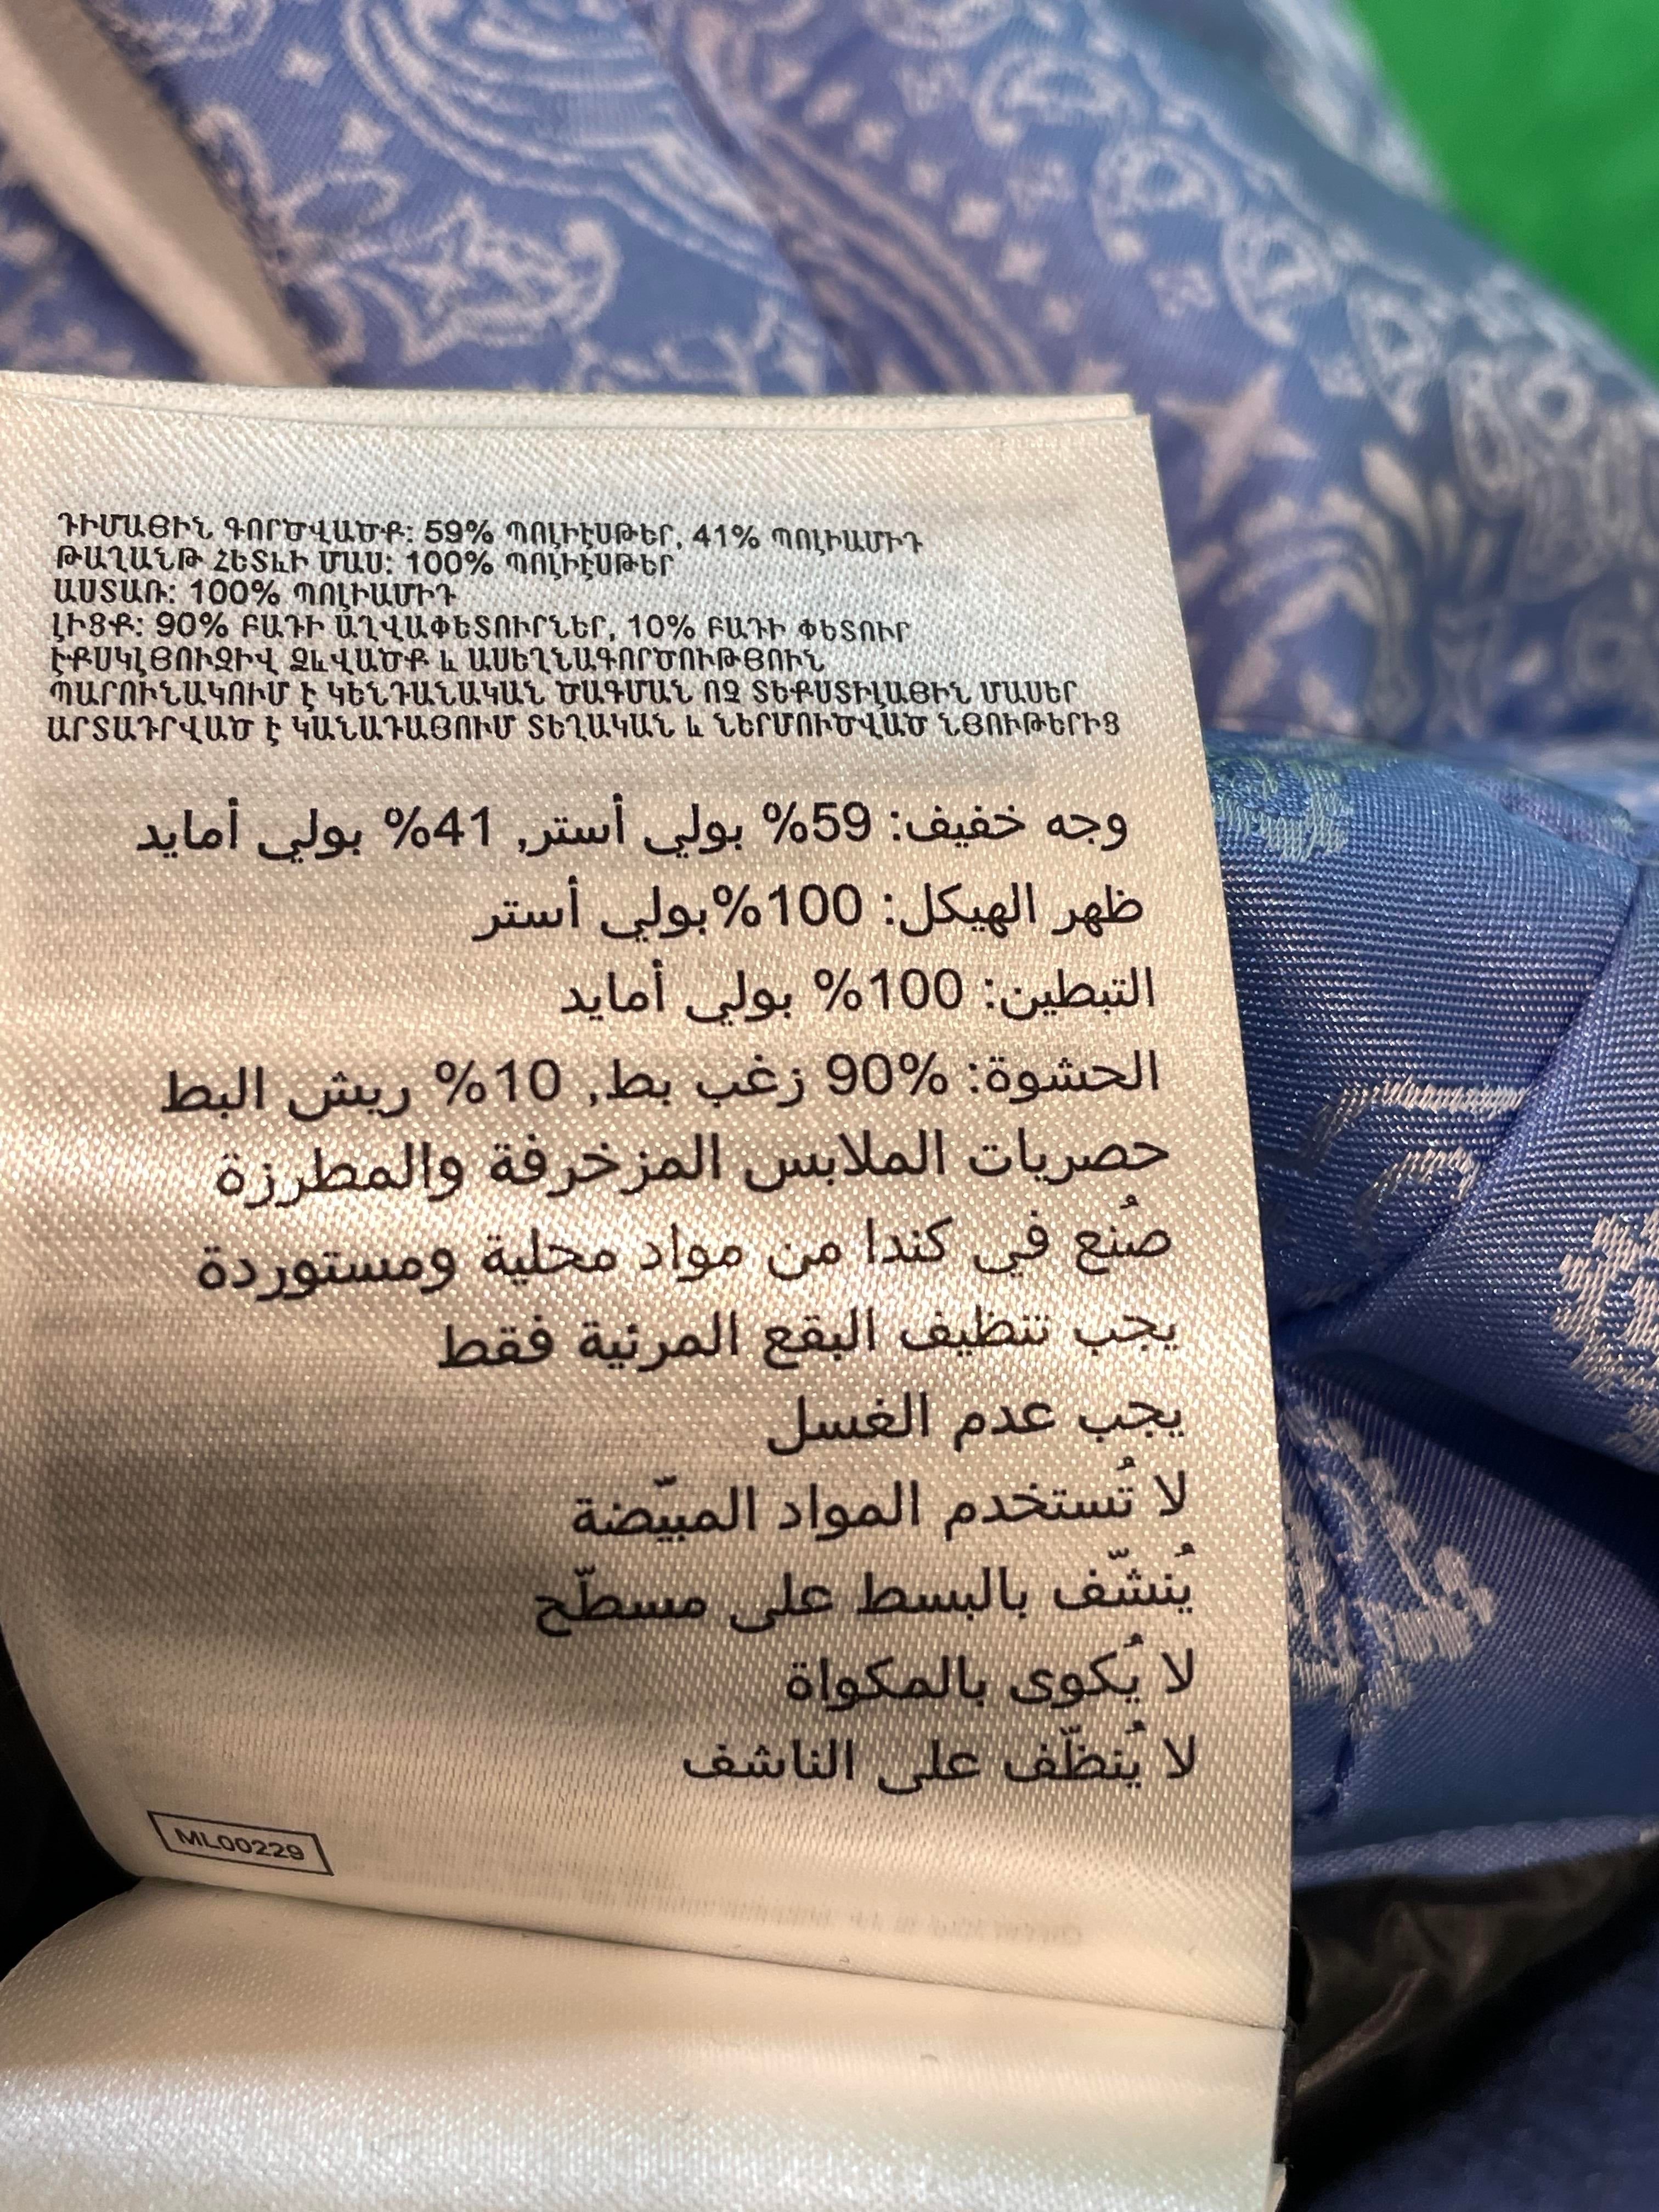 ԴԻՄԱՅԻՆ ԳՈՐԾՎԱԾՔ: 59% ՊՈԼԻԷՍԹԵՐ, 41% ՊՈԼԻԱՄԻԴ
ԹԱՂԱՆԹ ՀԵՏևԻ ՄԱՍ: 100% ՊՈԼԻԷՍԹԵՐ
ԱՍՏԱՌ: 100% ՊՈԼԻԱՄԻԴ
ԼԻՑՔ: 90% ԲԱԴԻ ԱՂՎԱՓԵՏՈՒՐՆԵՐ, 10% ԲԱԴԻ ՓԵՏՈՒՐ
ԷՔՍԿԼՅՈՒԶԻՎ ՁևՎԱԾՔ և ԱՍԵՂՆԱԳՈՐԾՈՒԹՅՈՒՆ
ՊԱՐՈՒՆԱԿՈՒՄ Է ԿԵՆԴԱՆԱԿԱՆ ԾԱԳՄԱՆ ՈՉ ՏԵՔՍՏԻԼԱՅԻՆ ՄԱՍԵՐ
ԱՐՏԱԴՐՎԱԾ Է ԿԱՆԱԴԱՅՈՒՄ ՏԵՂԱԿԱՆ և ՆԵՐՄՈՒԾՎԱԾ ՆՅՈՒԹԵՐԻՑ
وجه خفيف: 59% بولي أستر, 41% بولي أمايد
ظهر الهيكل: 100%بولي أستر
التبطين: 100% بولي أمايد
الحشوة: 90% زغب بط, 10% ريش البط
حصريات الملابس المزخرفة والمطرزة
صُنع في كندا من مواد محلية ومستوردة
يجب تنظيف البقع المرئية فقط
يجب عدم الغسل
لا تُستخدم المواد المبيّضة
يُنشّف بالبسط على مسطّح
لا يُكوى بالمكواة
لا يُنظّف على الناشف
ML00229